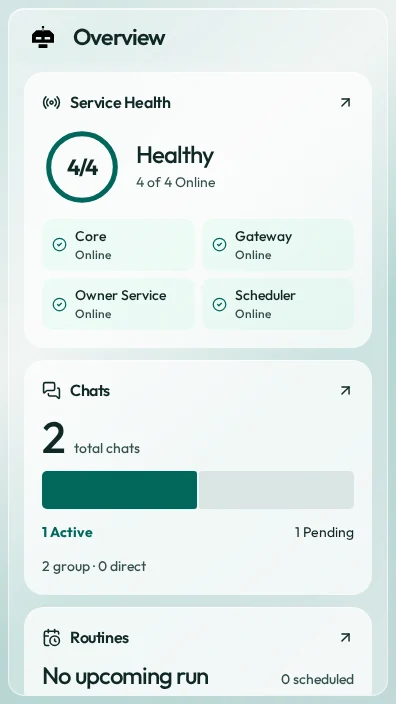 Overview
Service Health
4/4
Healthy
4 of 4 Online
Core
Online
Gateway
Online
Owner Service
Online
Scheduler
Online
Chats
2 total chats
1 Active
1 Pending
2 group · 0 direct
Routines
No upcoming run
0 scheduled